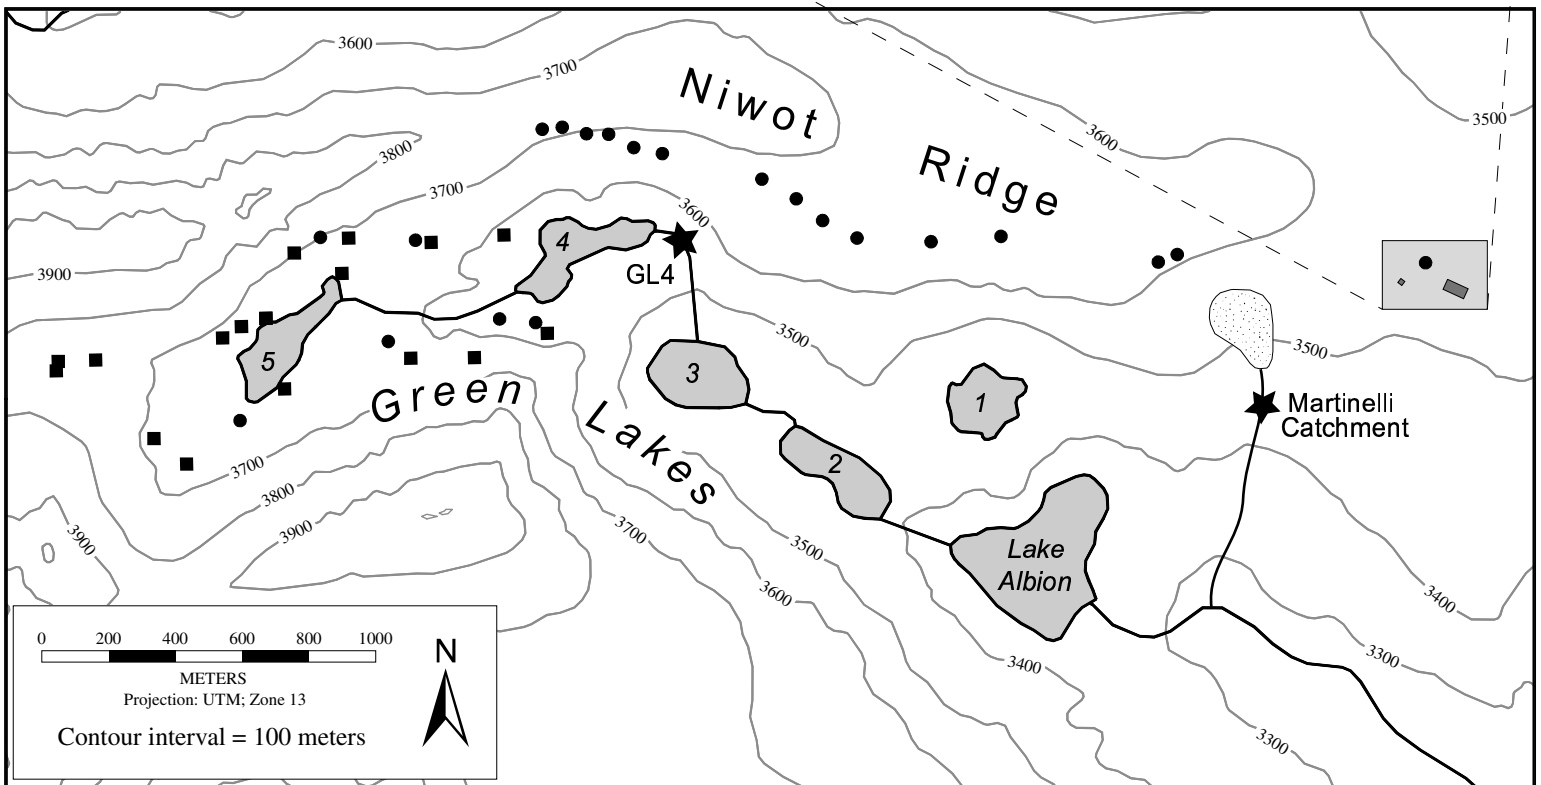 3600
3700
Niwot
3500
3600
3800
Ridge
3700
3600
4
GL4
3900
3500
3500
5
3
1
Martinelli
Catchment
Green
Lakes
2
3700
3800
3900
3900
3700
3500
Lake
Albion
3600
3400
3300
3400
3300
0 200 400 600 800 1000
METERS
Projection: UTM; Zone 13
Contour interval = 100 meters
N